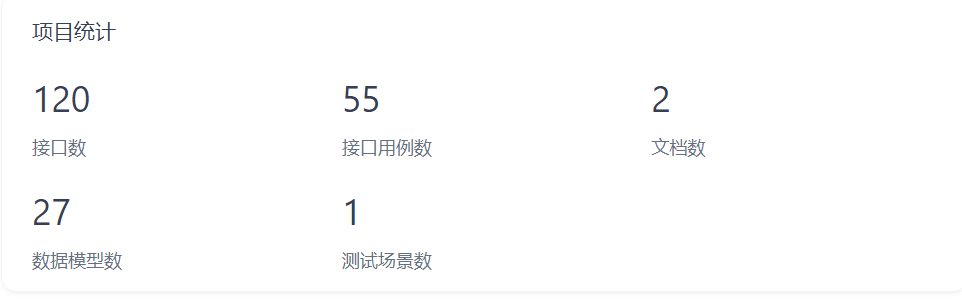 项目统计
120
55
2
接口数
接口用例数
文档数
27
1
数据模型数
测试场景数